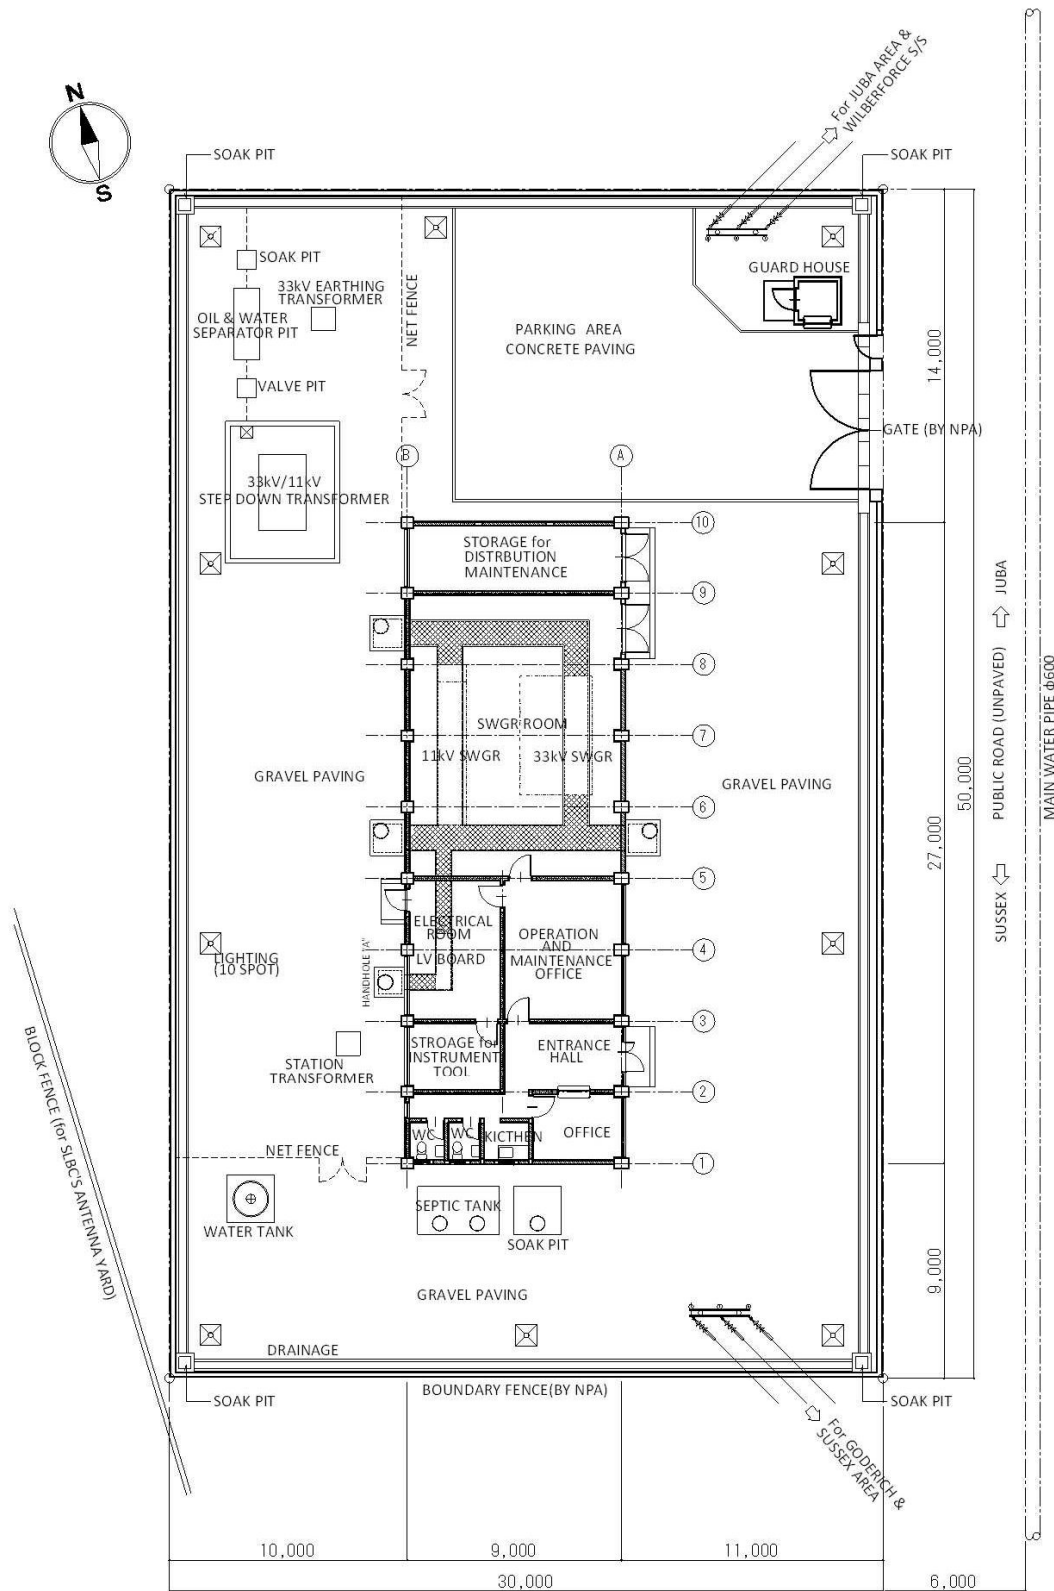 For JUBA AREA &
WILBERFORCE S/S
N
S
SOAK PIT
SOAK PIT
SOAK PIT
33kV EARTHING
TRANSFORMER
OIL & WATER
SEPARATOR PIT
NET FENCE
GUARD HOUSE
PARKING AREA
CONCRETE PAVING
14,000
VALVE PIT
GATE (BY NPA)
B
A
33kV/11kV
STEP DOWN TRANSFORMER
10
STORAGE for
DISTRBUTION
MAINTENANCE
9
8
SWGR ROOM
7
11kV SWGR
33kV SWGR
GRAVEL PAVING
GRAVEL PAVING
6
27,000
50,000
SUSSEX
PUBLIC ROAD (UNPAVED)
JUBA
MAIN WATER PIPE Φ600
5
ELECTRICAL
ROOM
LV BOARD
OPERATION
AND
MAINTENANCE
OFFICE
4
LIGHTING
(10 SPOT)
HANDHOLE "A"
3
STROAGE for
INSTRUMENT
TOOL
ENTRANCE
HALL
STATION
TRANSFORMER
2
WC
WC
KICTHEN
OFFICE
NET FENCE
1
BLOCK FENCE (for SLBC'S ANTENNA YARD)
WATER TANK
SEPTIC TANK
SOAK PIT
9,000
GRAVEL PAVING
DRAINAGE
BOUNDARY FENCE(BY NPA)
SOAK PIT
SOAK PIT
For GODERICH &
SUSSEX AREA
10,000
9,000
11,000
30,000
6,000